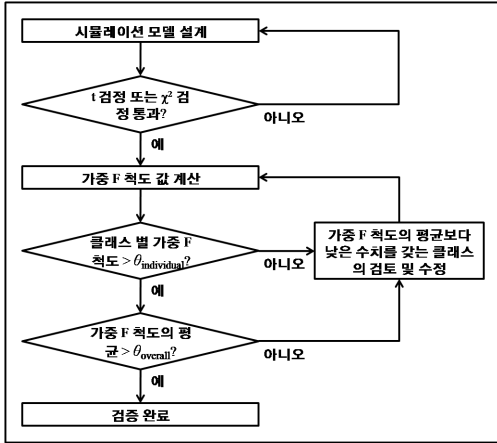 시뮬레이션 모델 설계
t 검정 또는 χ² 검
정 통과?
아니오
예
가중 F 척도 값 계산
클래스 별 가중 F
척도 > θindividual?
아니오
가중 F 척도의 평균보다
낮은 수치를 갖는 클래스
의 검토 및 수정
예
가중 F 척도의 평
균 > θoverall?
아니오
예
검증 완료